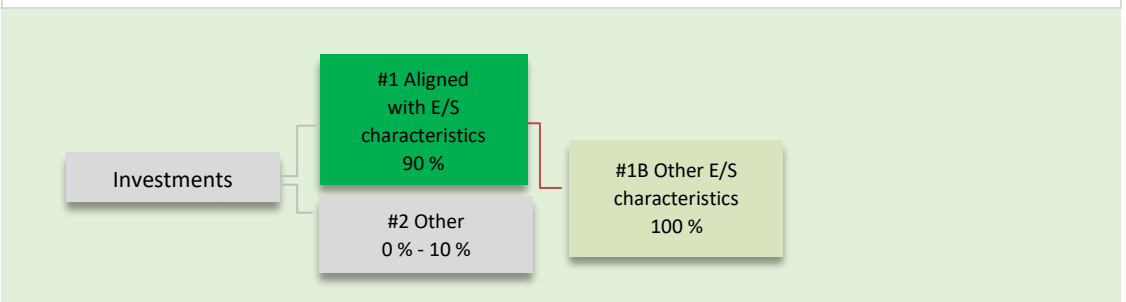 Investments
#1 Aligned
with E/S
characteristics
90 %
#2 Other
0 % - 10 %
#1B Other E/S
characteristics
100 %